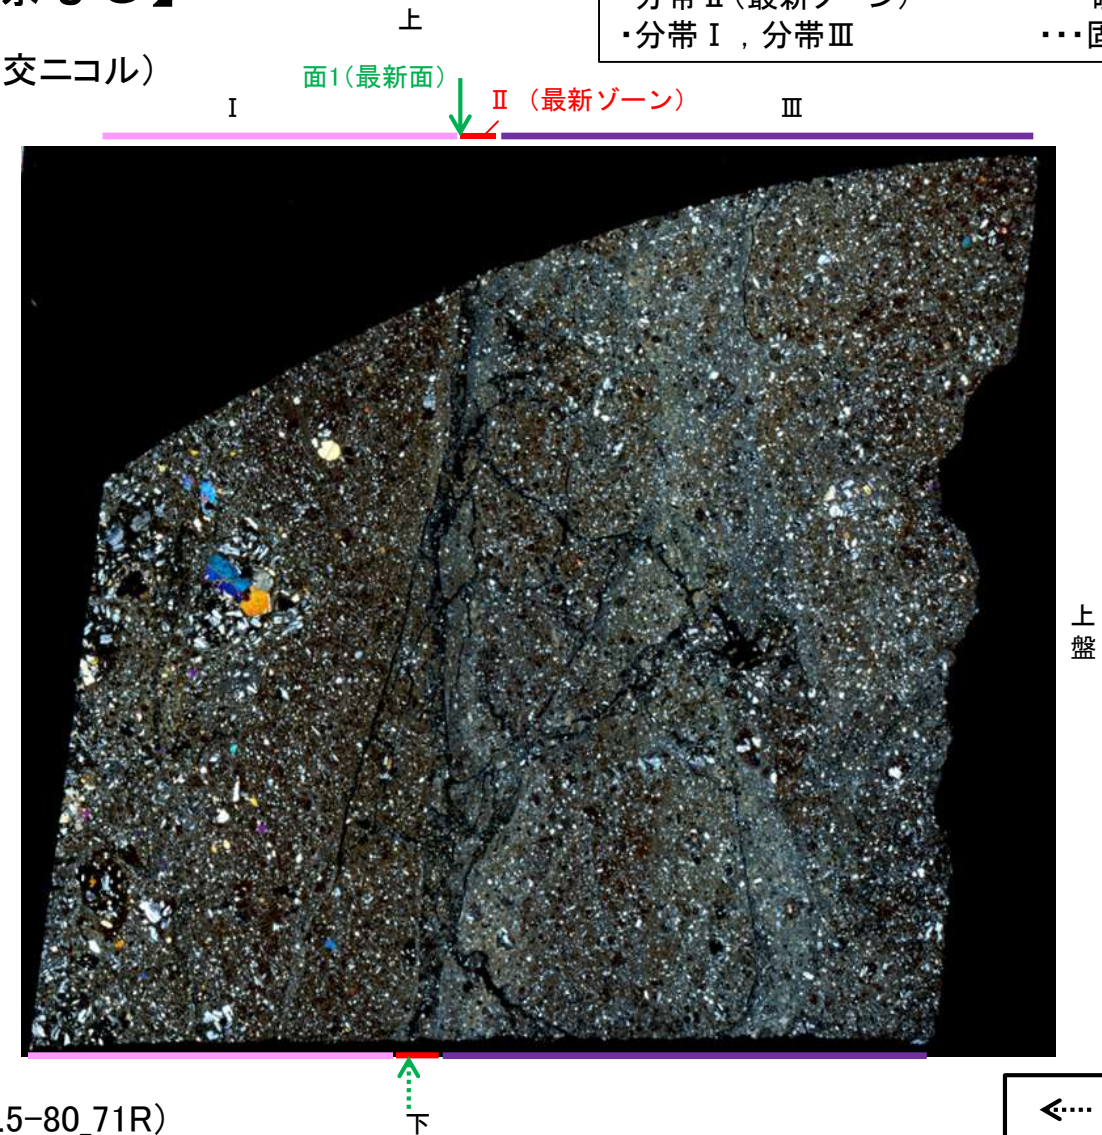 上
・分帯Ⅰ，分帯Ⅲ
交ニコル）
面1（最新面）
Ⅰ
Ⅱ （最新ゾーン）
Ⅲ
上
盤
下
.5−80_71R）